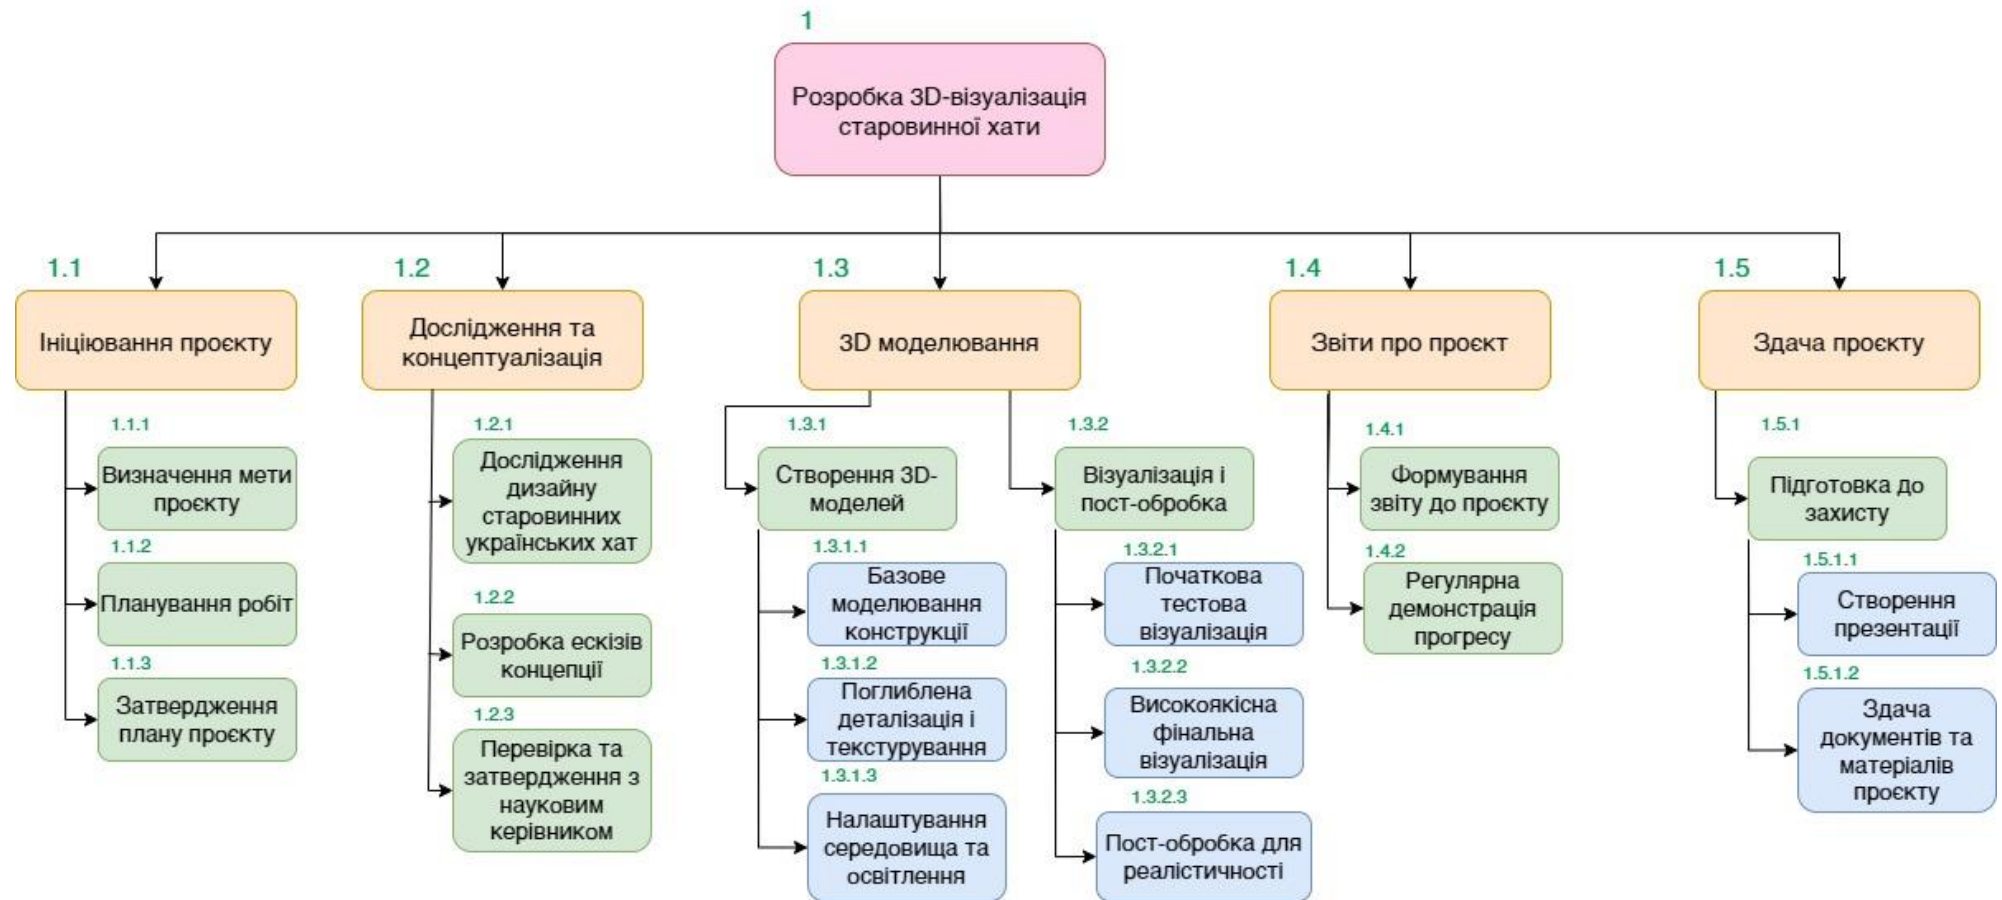 1
Розробка 3D-візуалізація
старовинної хати
1.1
Ініціювання проєкту
1.1.1
Визначення мети
проєкту
1.1.2
Планування робіт
1.1.3
Затвердження
плану проєкту
1.2
Дослідження та
концептуалізація
1.2.1
Дослідження
дизайну
старовинних
українських хат
1.2.2
Розробка ескізів
концепції
1.2.3
Перевірка та
затвердження з
науковим
керівником
1.3
3D моделювання
1.3.1
Створення 3D-
моделей
1.3.1.1
Базове
моделювання
конструкції
1.3.1.2
Поглиблена
деталізація і
текстурування
1.3.1.3
Налаштування
середовища та
освітлення
1.3.2
Візуалізація і
пост-обробка
1.3.2.1
Початкова
тестова
візуалізація
1.3.2.2
Високоякісна
фінальна
візуалізація
1.3.2.3
Пост-обробка для
реалістичності
1.4
Звіти про проєкт
1.4.1
Формування
звіту до проєкту
1.4.2
Регулярна
демонстрація
прогресу
1.5
Здача проєкту
1.5.1
Підготовка до
захисту
1.5.1.1
Створення
презентації
1.5.1.2
Здача
документів та
матеріалів
проєкту